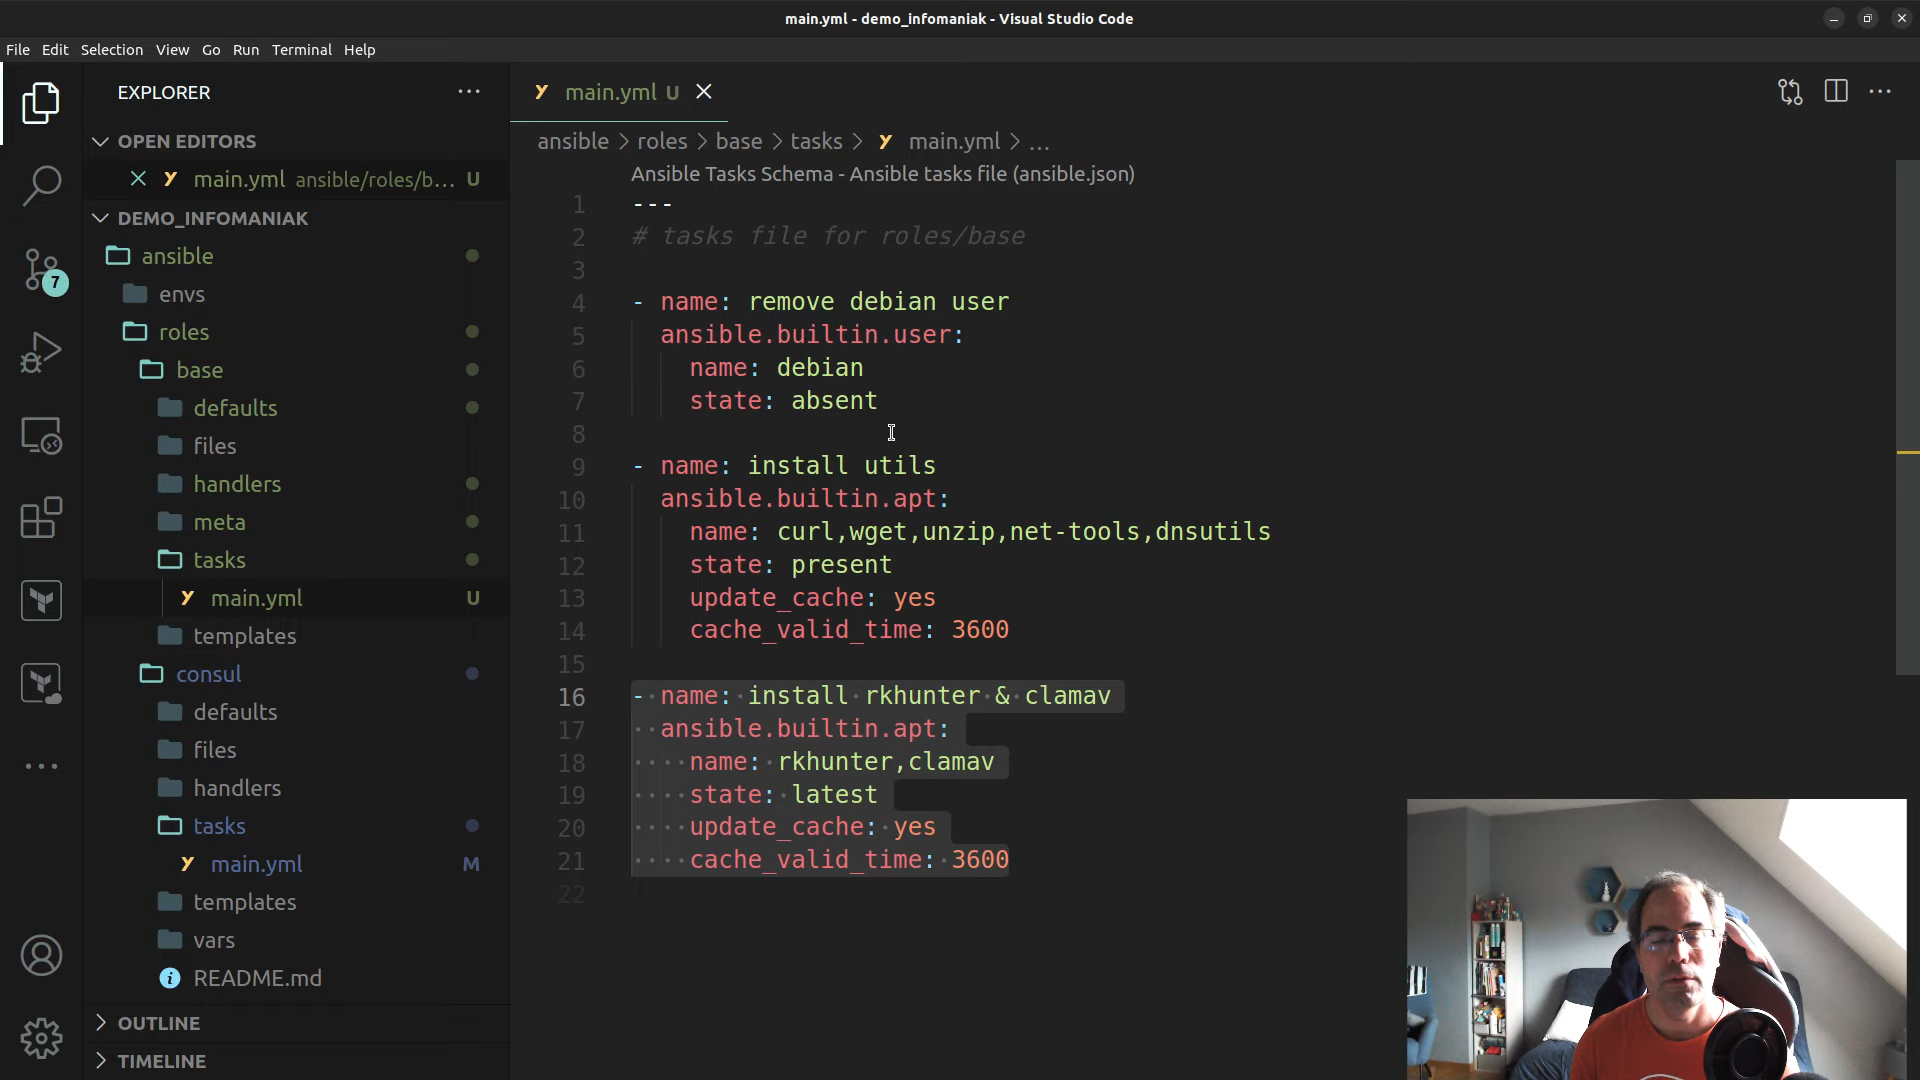 main.yml - demo_infomaniak - Visual Studio Code
File Edit Selection View Go Run Terminal Help
EXPLORER
OPEN EDITORS
main.yml ansible/roles/b... U
DEMO_INFOMANIAK
ansible
envs
roles
base
defaults
files
handlers
meta
tasks
main.yml U
templates
consul
defaults
files
handlers
tasks
main.yml M
templates
vars
README.md
OUTLINE
TIMELINE
7
main.yml U
ansible > roles > base > tasks > main.yml > ...
Ansible Tasks Schema - Ansible tasks file (ansible.json)
1 ---
2 # tasks file for roles/base
3
4 - name: remove debian user
5 ansible.builtin.user:
6 name: debian
7 state: absent
8
9 - name: install utils
10 ansible.builtin.apt:
11 name: curl,wget,unzip,net-tools,dnsutils
12 state: present
13 update_cache: yes
14 cache_valid_time: 3600
15
16 - name: install rkhunter & clamav
17 ansible.builtin.apt:
18 name: rkhunter,clamav
19 state: latest
20 update_cache: yes
21 cache_valid_time: 3600
22